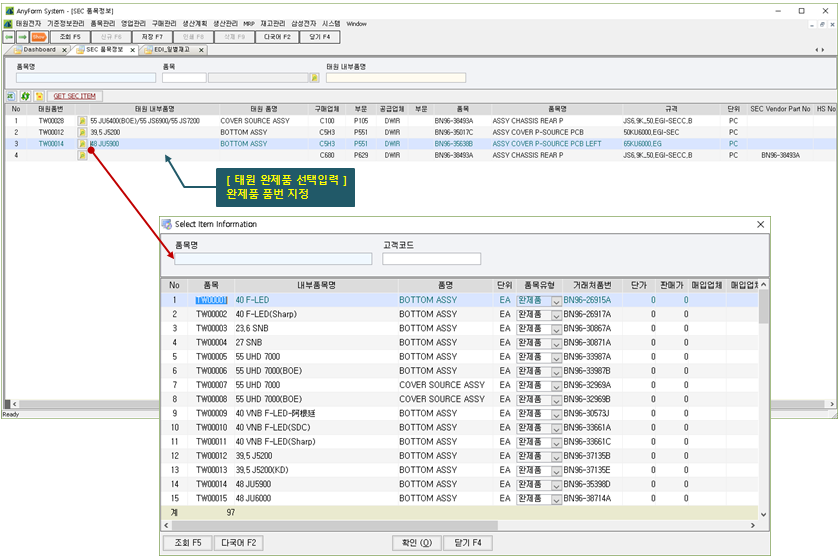 AnyForm System - [SEC 품목정보]
태원전자 기준정보관리 품목관리 영업관리 구매관리 생산계획 생산관리 MRP 재고관리 삼성전자 시스템 Window
조회 F5 신규 F6 저장 F7 인쇄 F8 삭제 F9 다국어 F2 닫기 F4
Dashboard SEC 품목정보 EDI_일별재고
품목명 품목 태원 내부품명
GET SEC ITEM
No 태원품번 태원 내부품명 태원 품명 구매업체 부문 공급업체 부문 품목 품목명 규격 단위 SEC Vendor Part No HS No
1 TW00028 55 JU6400(BOE)/55 JS6900/55 JS7200 COVER SOURCE ASSY C100 P105 DWIR BN96-38493A ASSY CHASSIS REAR P JS6,9K,50,EGI-SECC,B PC
2 TW00012 39,5 J5200 BOTTOM ASSY C5H3 P551 DWIR BN96-35017C ASSY COVER P-SOURCE PCB 50KU6000,EGI-SEC PC
3 TW00014 48 JU5900 BOTTOM ASSY C5H3 P551 DWIR BN96-35638B ASSY COVER P-SOURCE PCB LEFT 65KU6000,EG PC
4 C680 P629 DWIR BN96-38493A ASSY CHASSIS REAR P JS6,9K,50,EGI-SECC,B PC BN96-38493A
[ 태원 완제품 선택입력 ]
완제품 품번 지정
Select Item Information
품목명 고객코드
No 품목 내부품목명 품명 단위 품목유형 거래처품번 단가 판매가 매입업체 매입업체
1 TW00001 40 F-LED BOTTOM ASSY EA 완제품 BN96-26915A 0 0
2 TW00002 40 F-LED(Sharp) BOTTOM ASSY EA 완제품 BN96-26917A 0 0
3 TW00003 23,6 SNB BOTTOM ASSY EA 완제품 BN96-30867A 0 0
4 TW00004 27 SNB BOTTOM ASSY EA 완제품 BN96-30871A 0 0
5 TW00005 55 UHD 7000 BOTTOM ASSY EA 완제품 BN96-33987A 0 0
6 TW00006 55 UHD 7000(BOE) BOTTOM ASSY EA 완제품 BN96-33987B 0 0
7 TW00007 55 UHD 7000 COVER SOURCE ASSY EA 완제품 BN96-32969A 0 0
8 TW00008 55 UHD 7000(BOE) COVER SOURCE ASSY EA 완제품 BN96-32969B 0 0
9 TW00009 40 VNB F-LED-阿根廷 BOTTOM ASSY EA 완제품 BN96-30573J 0 0
10 TW00010 40 VNB F-LED(SDC) BOTTOM ASSY EA 완제품 BN96-33661A 0 0
11 TW00011 40 VNB F-LED(Sharp) BOTTOM ASSY EA 완제품 BN96-33661C 0 0
12 TW00012 39,5 J5200 BOTTOM ASSY EA 완제품 BN96-37135B 0 0
13 TW00013 39,5 J5200(KD) BOTTOM ASSY EA 완제품 BN96-37135E 0 0
14 TW00014 48 JU5900 BOTTOM ASSY EA 완제품 BN96-35398D 0 0
15 TW00015 48 JU6000 BOTTOM ASSY EA 완제품 BN96-38714A 0 0
계 97
조회 F5 다국어 F2 확인 (O) 닫기 F4
Ready